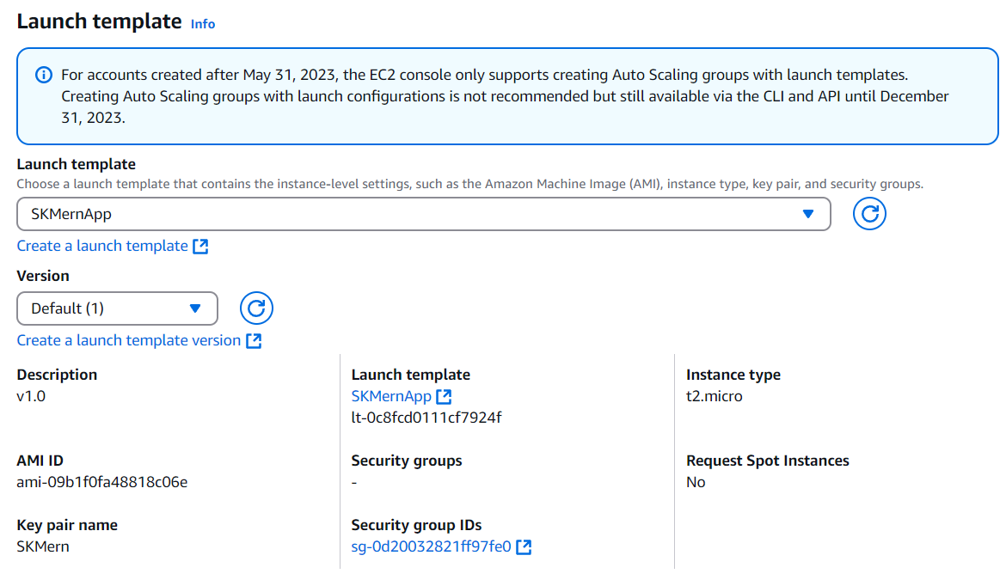 Launch template Info
For accounts created after May 31, 2023, the EC2 console only supports creating Auto Scaling groups with launch templates.
Creating Auto Scaling groups with launch configurations is not recommended but still available via the CLI and API until December
31, 2023.
Launch template
Choose a launch template that contains the instance-level settings, such as the Amazon Machine Image (AMI), instance type, key pair, and security groups.
SKMernApp
Create a launch template
Version
Default (1)
Create a launch template version
Description
v1.0
Launch template
SKMernApp
lt-0c8fcd0111cf7924f
Instance type
t2.micro
AMI ID
ami-09b1f0fa48818c06e
Security groups
-
Request Spot Instances
No
Key pair name
SKMern
Security group IDs
sg-0d20032821ff97fe0